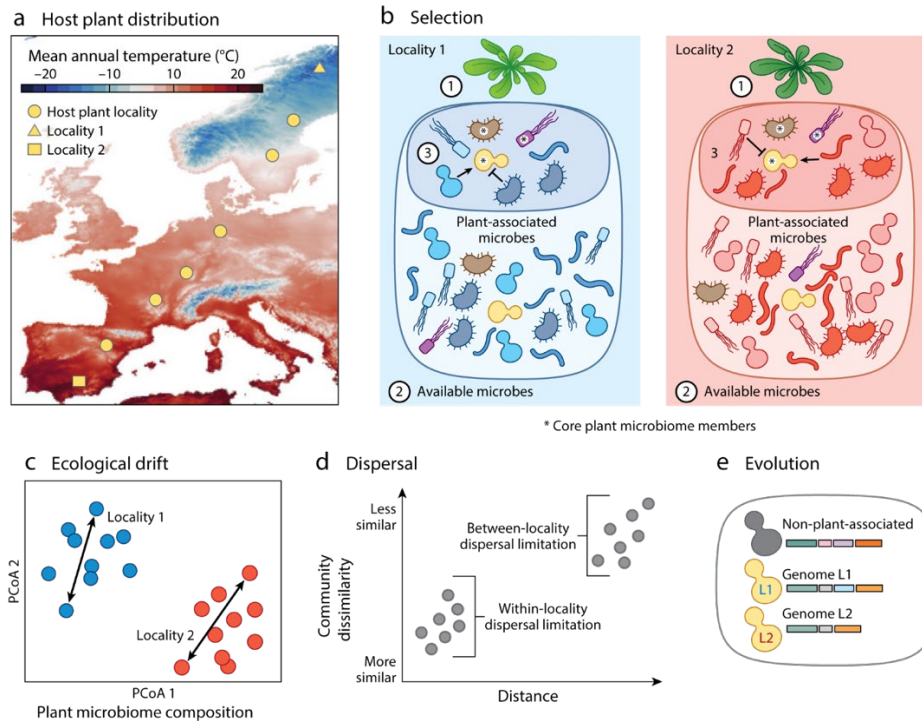 a Host plant distribution
Mean annual temperature (°C)
−20 −10 0 10 20
Host plant locality
Locality 1
Locality 2
b Selection
Locality 1
1
3
Plant-associated
microbes
2 Available microbes
Locality 2
1
3
Plant-associated
microbes
2 Available microbes
* Core plant microbiome members
c Ecological drift
PCoA 2
Locality 1
Locality 2
PCoA 1
Plant microbiome composition
d Dispersal
Community
dissimilarity
Less
similar
More
similar
Between-locality
dispersal limitation
Within-locality
dispersal limitation
Distance
e Evolution
Non-plant-associated
L1
Genome L1
L2
Genome L2